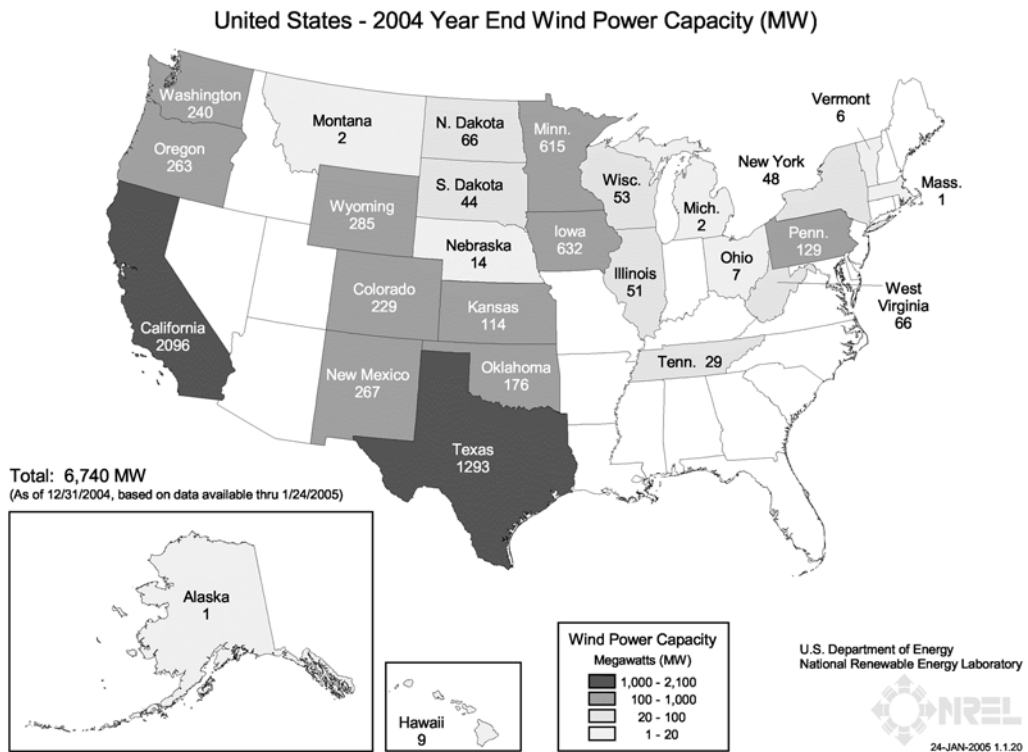 United States - 2004 Year End Wind Power Capacity (MW)
Washington
240
Oregon
263
California
2096
Montana
2
Wyoming
285
Colorado
229
New Mexico
267
N. Dakota
66
S. Dakota
44
Nebraska
14
Kansas
114
Oklahoma
176
Texas
1293
Minn.
615
Iowa
632
Wisc.
53
Illinois
51
Mich.
2
Ohio
7
Tenn. 29
Vermont
6
New York
48
Mass.
1
Penn.
129
West
Virginia
66
Total: 6,740 MW
(As of 12/31/2004, based on data available thru 1/24/2005)
Alaska
1
Hawaii
9
Wind Power Capacity
Megawatts (MW)
1,000 - 2,100
100 - 1,000
20 - 100
1 - 20
U.S. Department of Energy
National Renewable Energy Laboratory
NREL
24-JAN-2005 1.1.20